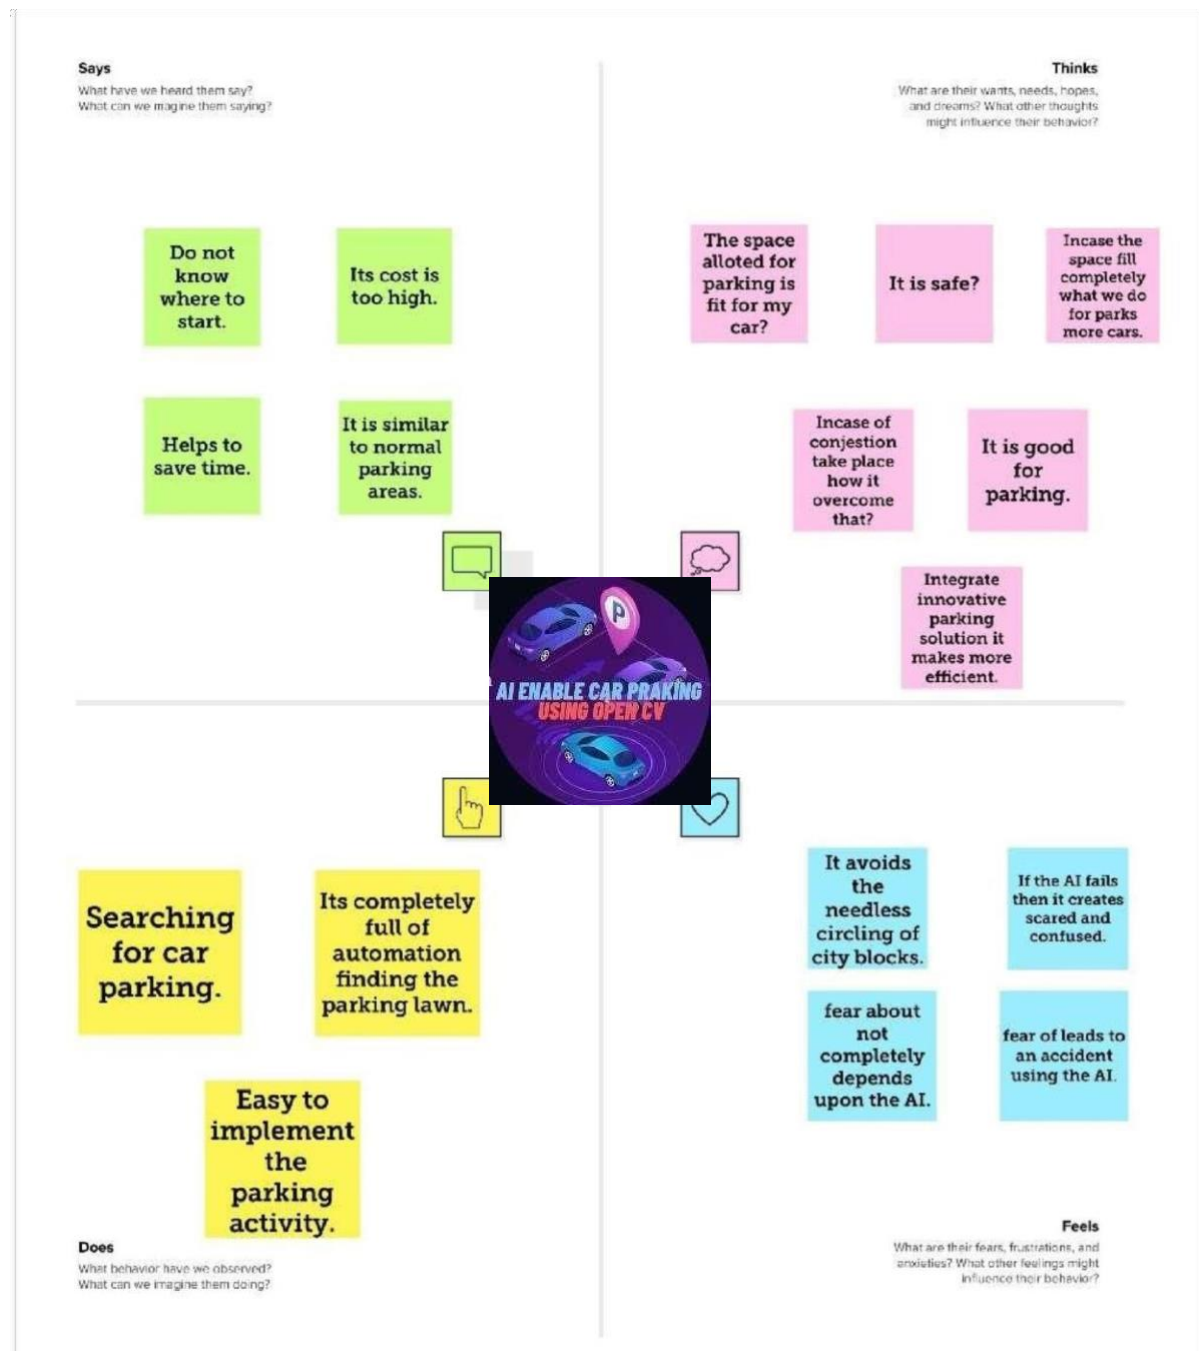 Says
What have we heard them say?
What can we magine them saying?
Do not
know
where to
start.
Its cost is
too high.
Helps to
save time.
It is similar
to normal
parking
areas.
Thinks
What are their wants, needs, hopes,
and dreams? What other thoughts
might influence their behavior?
The space
alloted for
parking is
fit for my
car?
It is safe?
Incase the
space fill
completely
what we do
for parks
more cars.
Incase of
conjestion
take place
how it
overcome
that?
It is good
for
parking.
Integrate
innovative
parking
solution it
makes more
efficient.
P
AI ENABLE CAR PRAKING
USING OPEN CV
Searching
for car
parking.
Its completely
full of
automation
finding the
parking lawn.
Easy to
implement
the
parking
activity.
Does
What behavior have we observed?
What can we imagine them doing?
It avoids
the
needless
circling of
city blocks.
If the AI fails
then it creates
scared and
confused.
fear about
not
completely
depends
upon the AI.
fear of leads to
an accident
using the AI.
Feels
What are their fears, frustrations, and
anxieties? What other feelings might
influence their behavior?